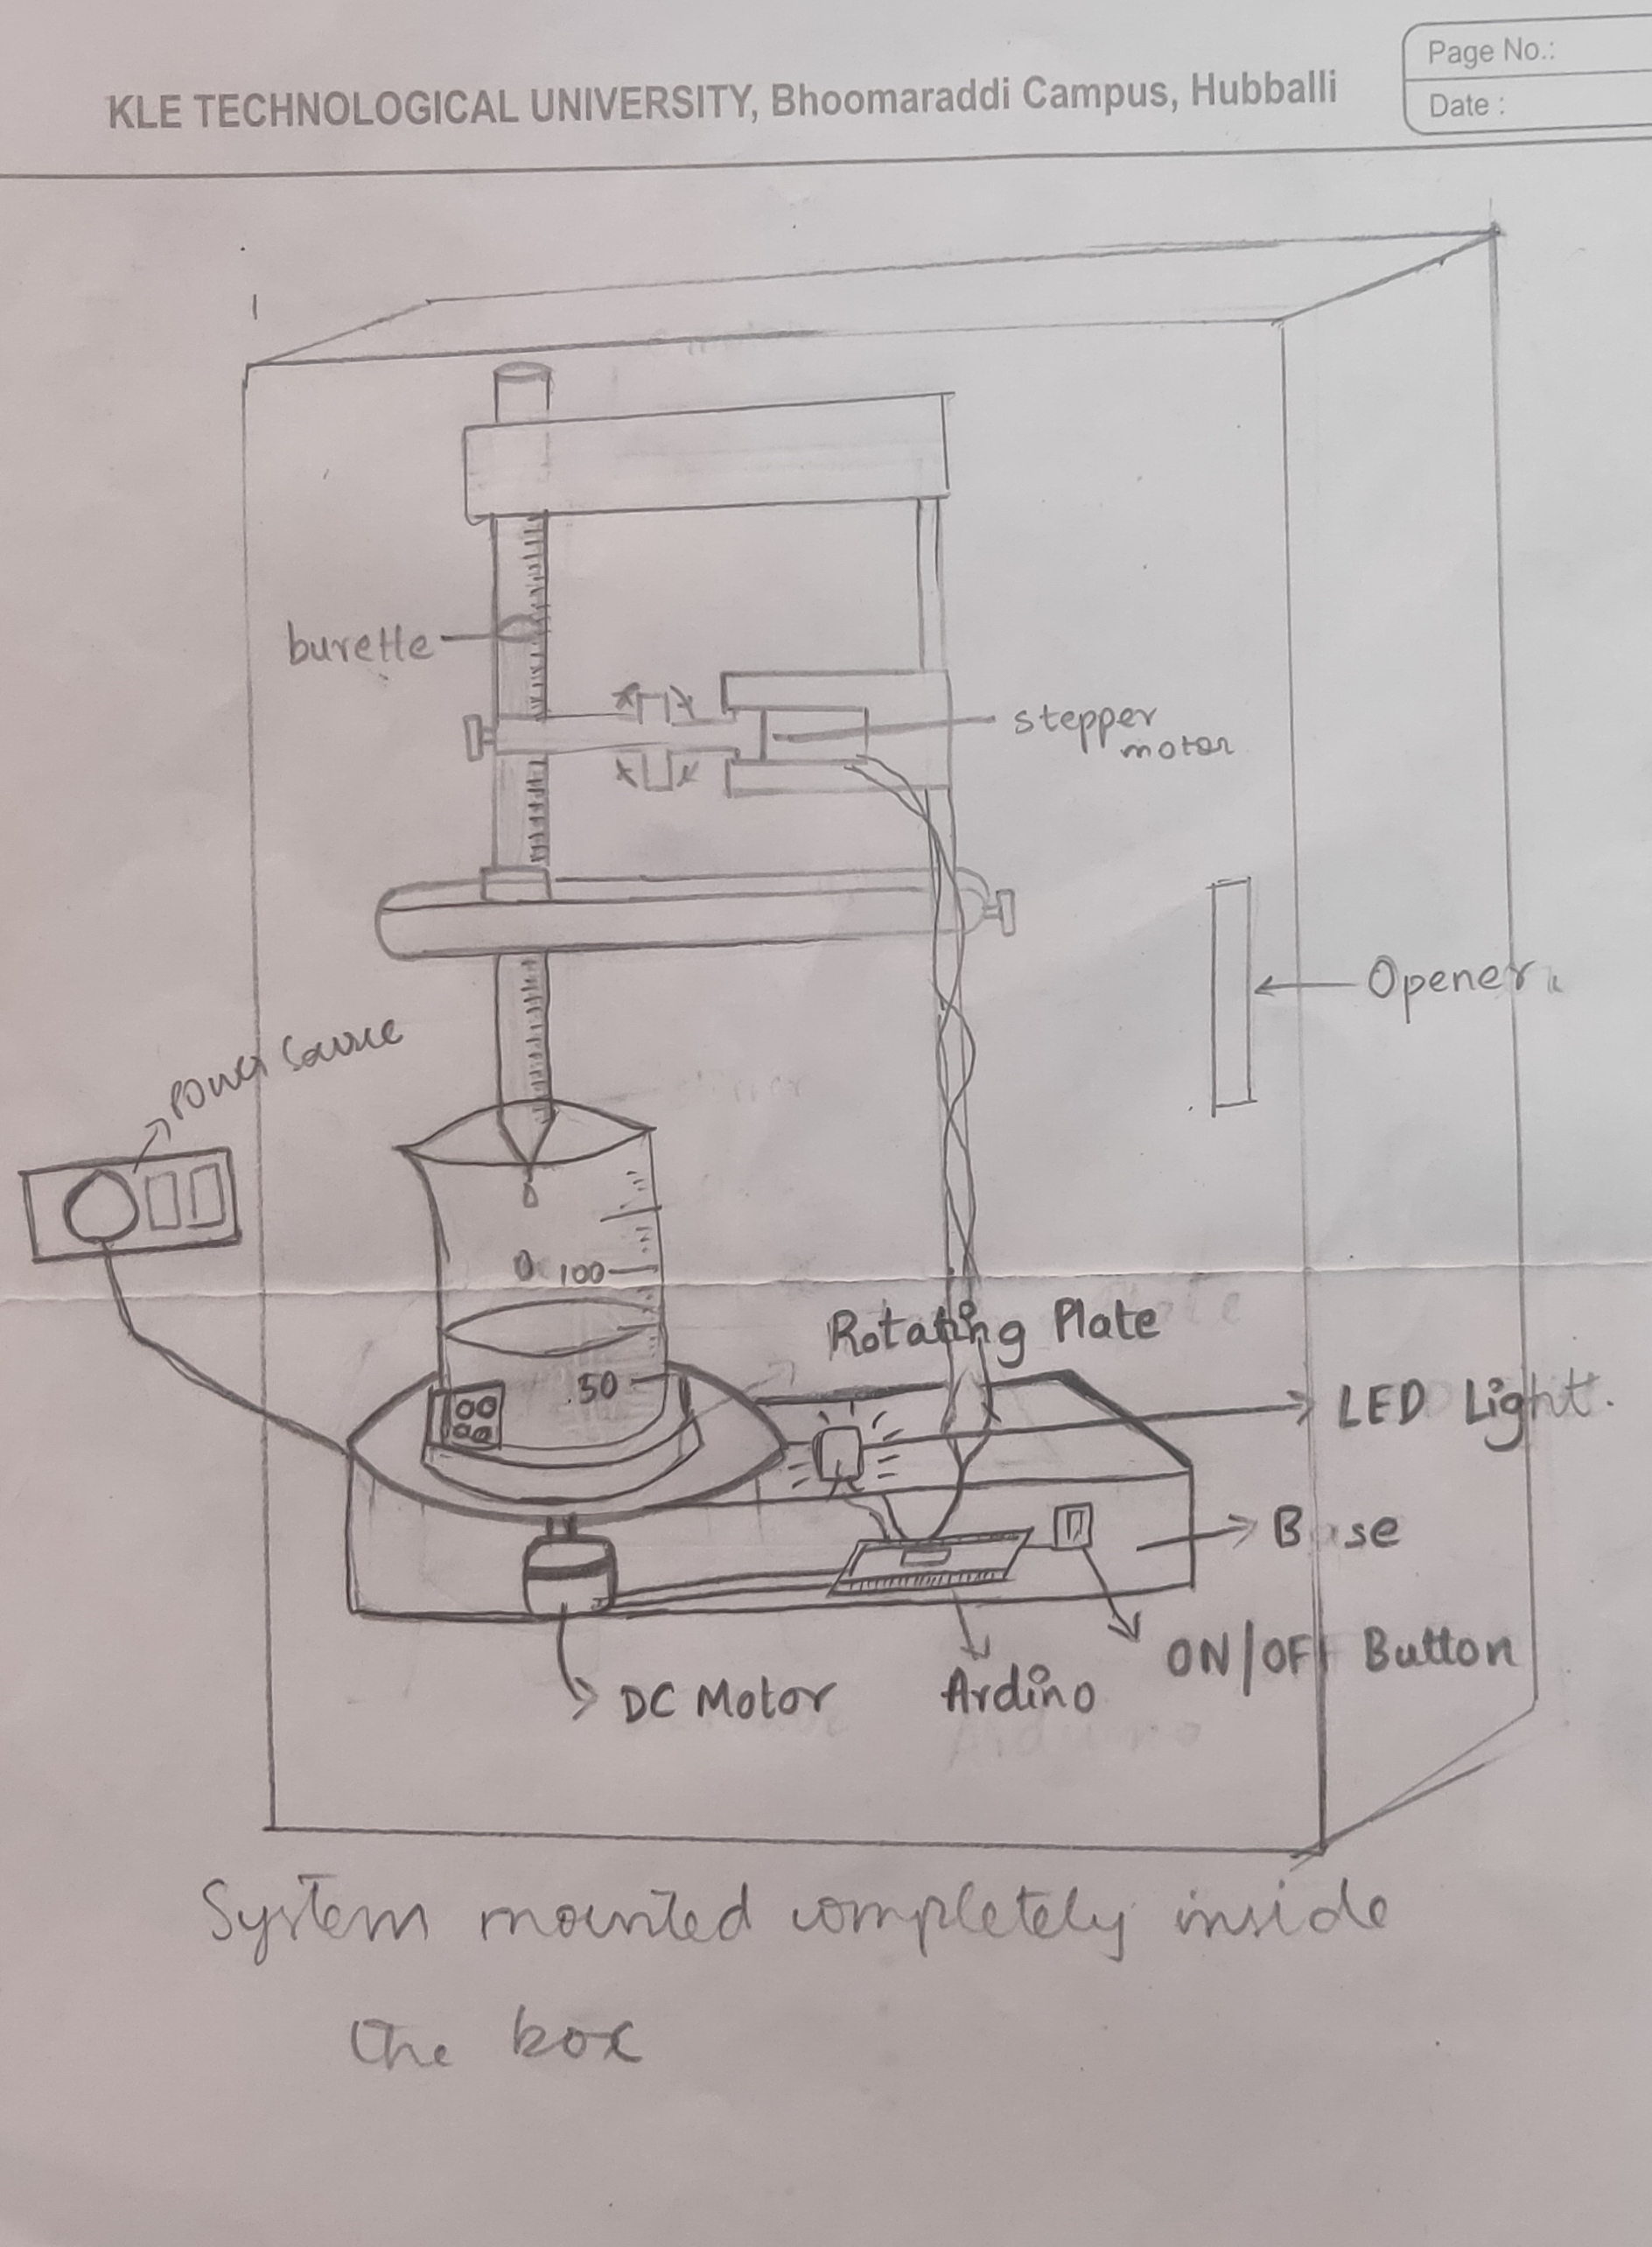 KLE TECHNOLOGICAL UNIVERSITY, Bhoomaraddi Campus, Hubballi
Page No.:
Date :
burette
stepper
motor
Opener
Power Source
100
50
Rotating Plate
LED Light.
Base
ON/OFF Button
DC Motor
Ardino
System mounted completely inside
the box